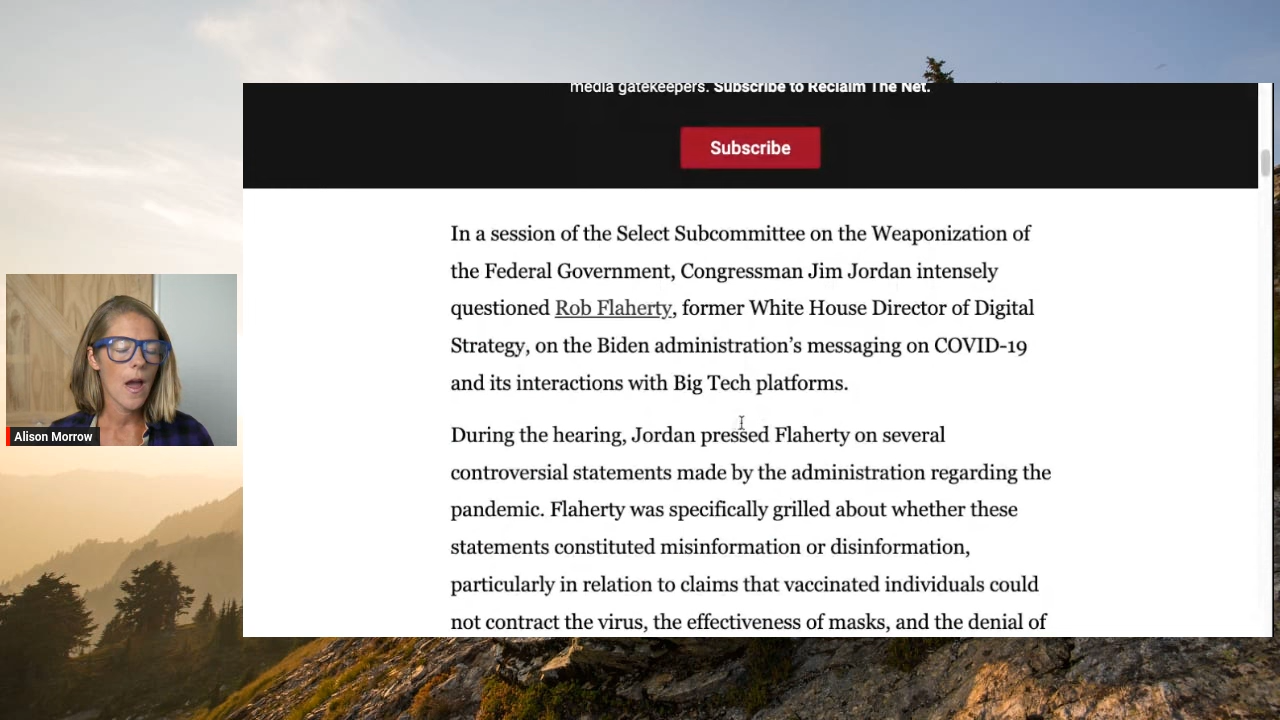 media gatekeepers. Subscribe to Reclaim The Net.
Subscribe
In a session of the Select Subcommittee on the Weaponization of
the Federal Government, Congressman Jim Jordan intensely
questioned Rob Flaherty, former White House Director of Digital
Strategy, on the Biden administration’s messaging on COVID-19
and its interactions with Big Tech platforms.
During the hearing, Jordan pressed Flaherty on several
controversial statements made by the administration regarding the
pandemic. Flaherty was specifically grilled about whether these
statements constituted misinformation or disinformation,
particularly in relation to claims that vaccinated individuals could
not contract the virus, the effectiveness of masks, and the denial of
Alison Morrow